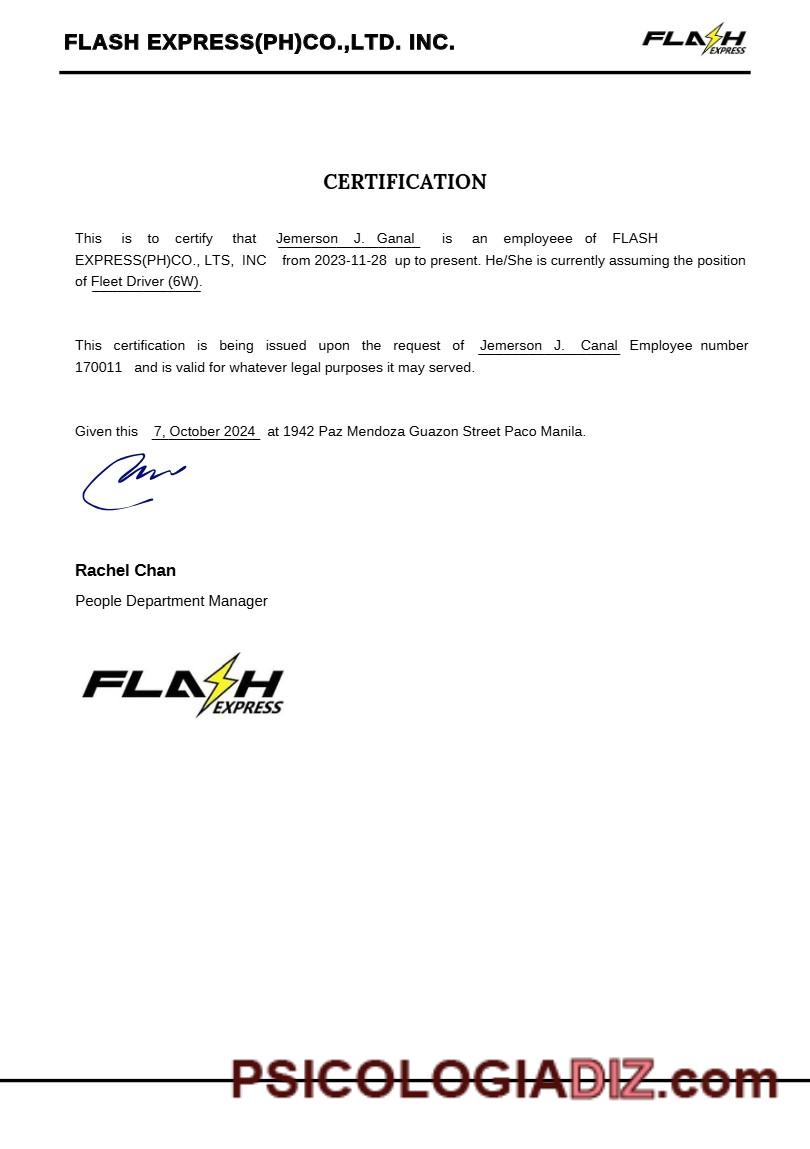 FLASH EXPRESS(PH)CO.,LTD. INC.
FLASH
EXPRESS
CERTIFICATION
This is to certify that Jemerson J. Ganal is an employeee of FLASH
EXPRESS(PH)CO., LTS, INC from 2023-11-28 up to present. He/She is currently assuming the position
of Fleet Driver (6W).
This certification is being issued upon the request of Jemerson J. Canal Employee number
170011 and is valid for whatever legal purposes it may served.
Given this 7, October 2024 at 1942 Paz Mendoza Guazon Street Paco Manila.
Rachel Chan
People Department Manager
FLASH
EXPRESS
PSICOLOGIADIZ.com